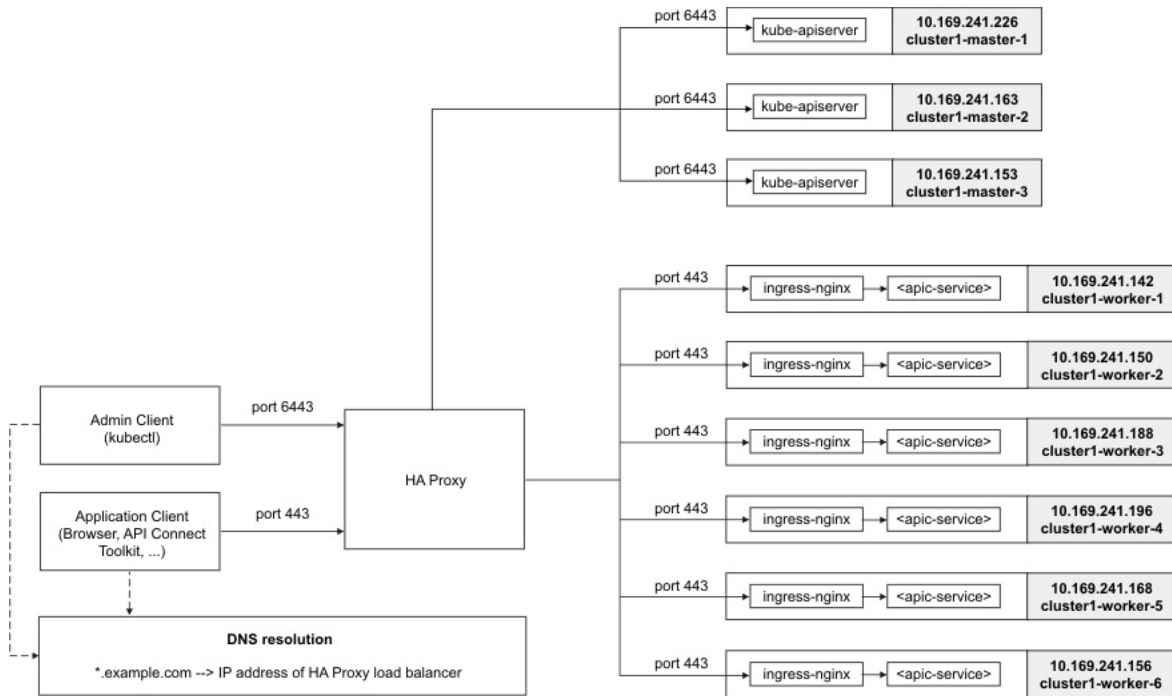 port 6443
kube-apiserver
10.169.241.226
cluster1-master-1
port 6443
kube-apiserver
10.169.241.163
cluster1-master-2
port 6443
kube-apiserver
10.169.241.153
cluster1-master-3
port 443
ingress-nginx
<apic-service>
10.169.241.142
cluster1-worker-1
port 443
ingress-nginx
<apic-service>
10.169.241.150
cluster1-worker-2
port 443
ingress-nginx
<apic-service>
10.169.241.188
cluster1-worker-3
port 443
ingress-nginx
<apic-service>
10.169.241.196
cluster1-worker-4
port 443
ingress-nginx
<apic-service>
10.169.241.168
cluster1-worker-5
port 443
ingress-nginx
<apic-service>
10.169.241.156
cluster1-worker-6
Admin Client
(kubectl)
port 6443
HA Proxy
Application Client
(Browser, API Connect
Toolkit, ...)
port 443
DNS resolution
*.example.com --> IP address of HA Proxy load balancer